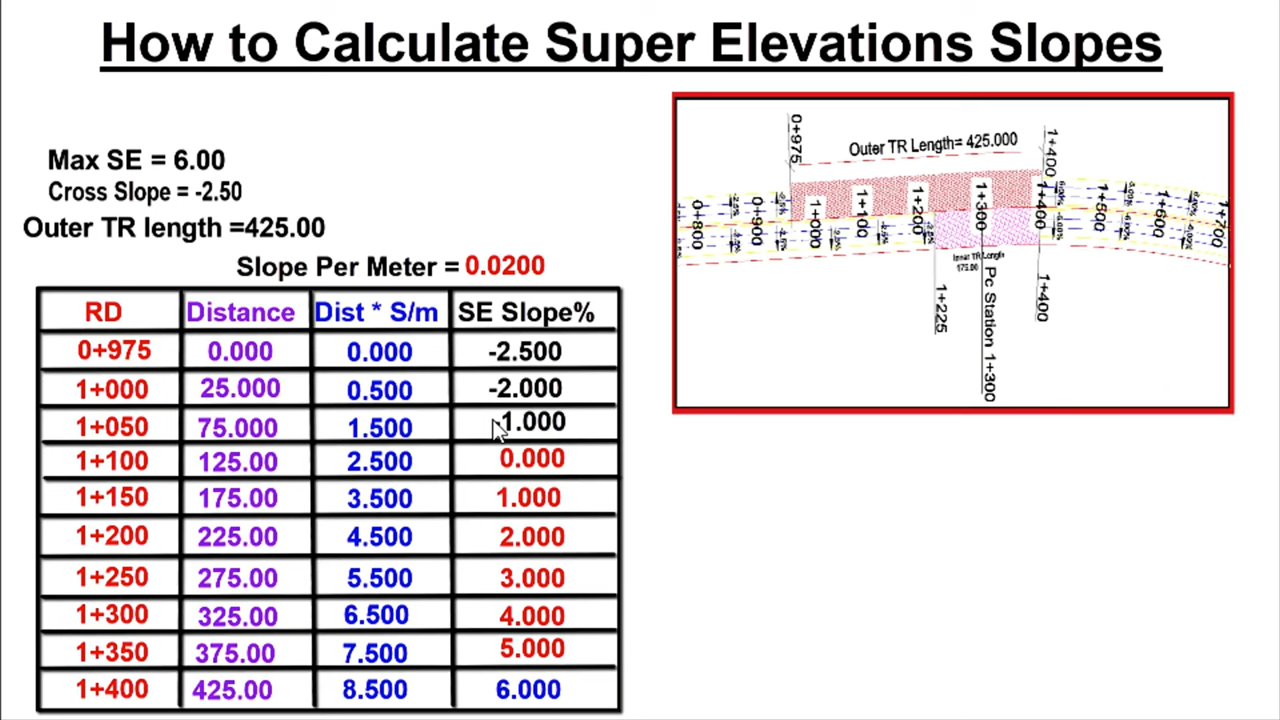 How to Calculate Super Elevations Slopes
Max SE = 6.00
Cross Slope = -2.50
Outer TR length =425.00
Slope Per Meter = 0.0200
RD Distance Dist * S/m SE Slope%
0+975 0.000 0.000 -2.500
1+000 25.000 0.500 -2.000
1+050 75.000 1.500 1.000
1+100 125.00 2.500 0.000
1+150 175.00 3.500 1.000
1+200 225.00 4.500 2.000
1+250 275.00 5.500 3.000
1+300 325.00 6.500 4.000
1+350 375.00 7.500 5.000
1+400 425.00 8.500 6.000
Outer TR Length= 425.000
0+975
1+400
0+800
0+900
1+000
1+100
1+200
1+300
1+400
1+500
1+600
1+700
Inner TR Length
175.00
1+225
Pc Station 1+300
1+400